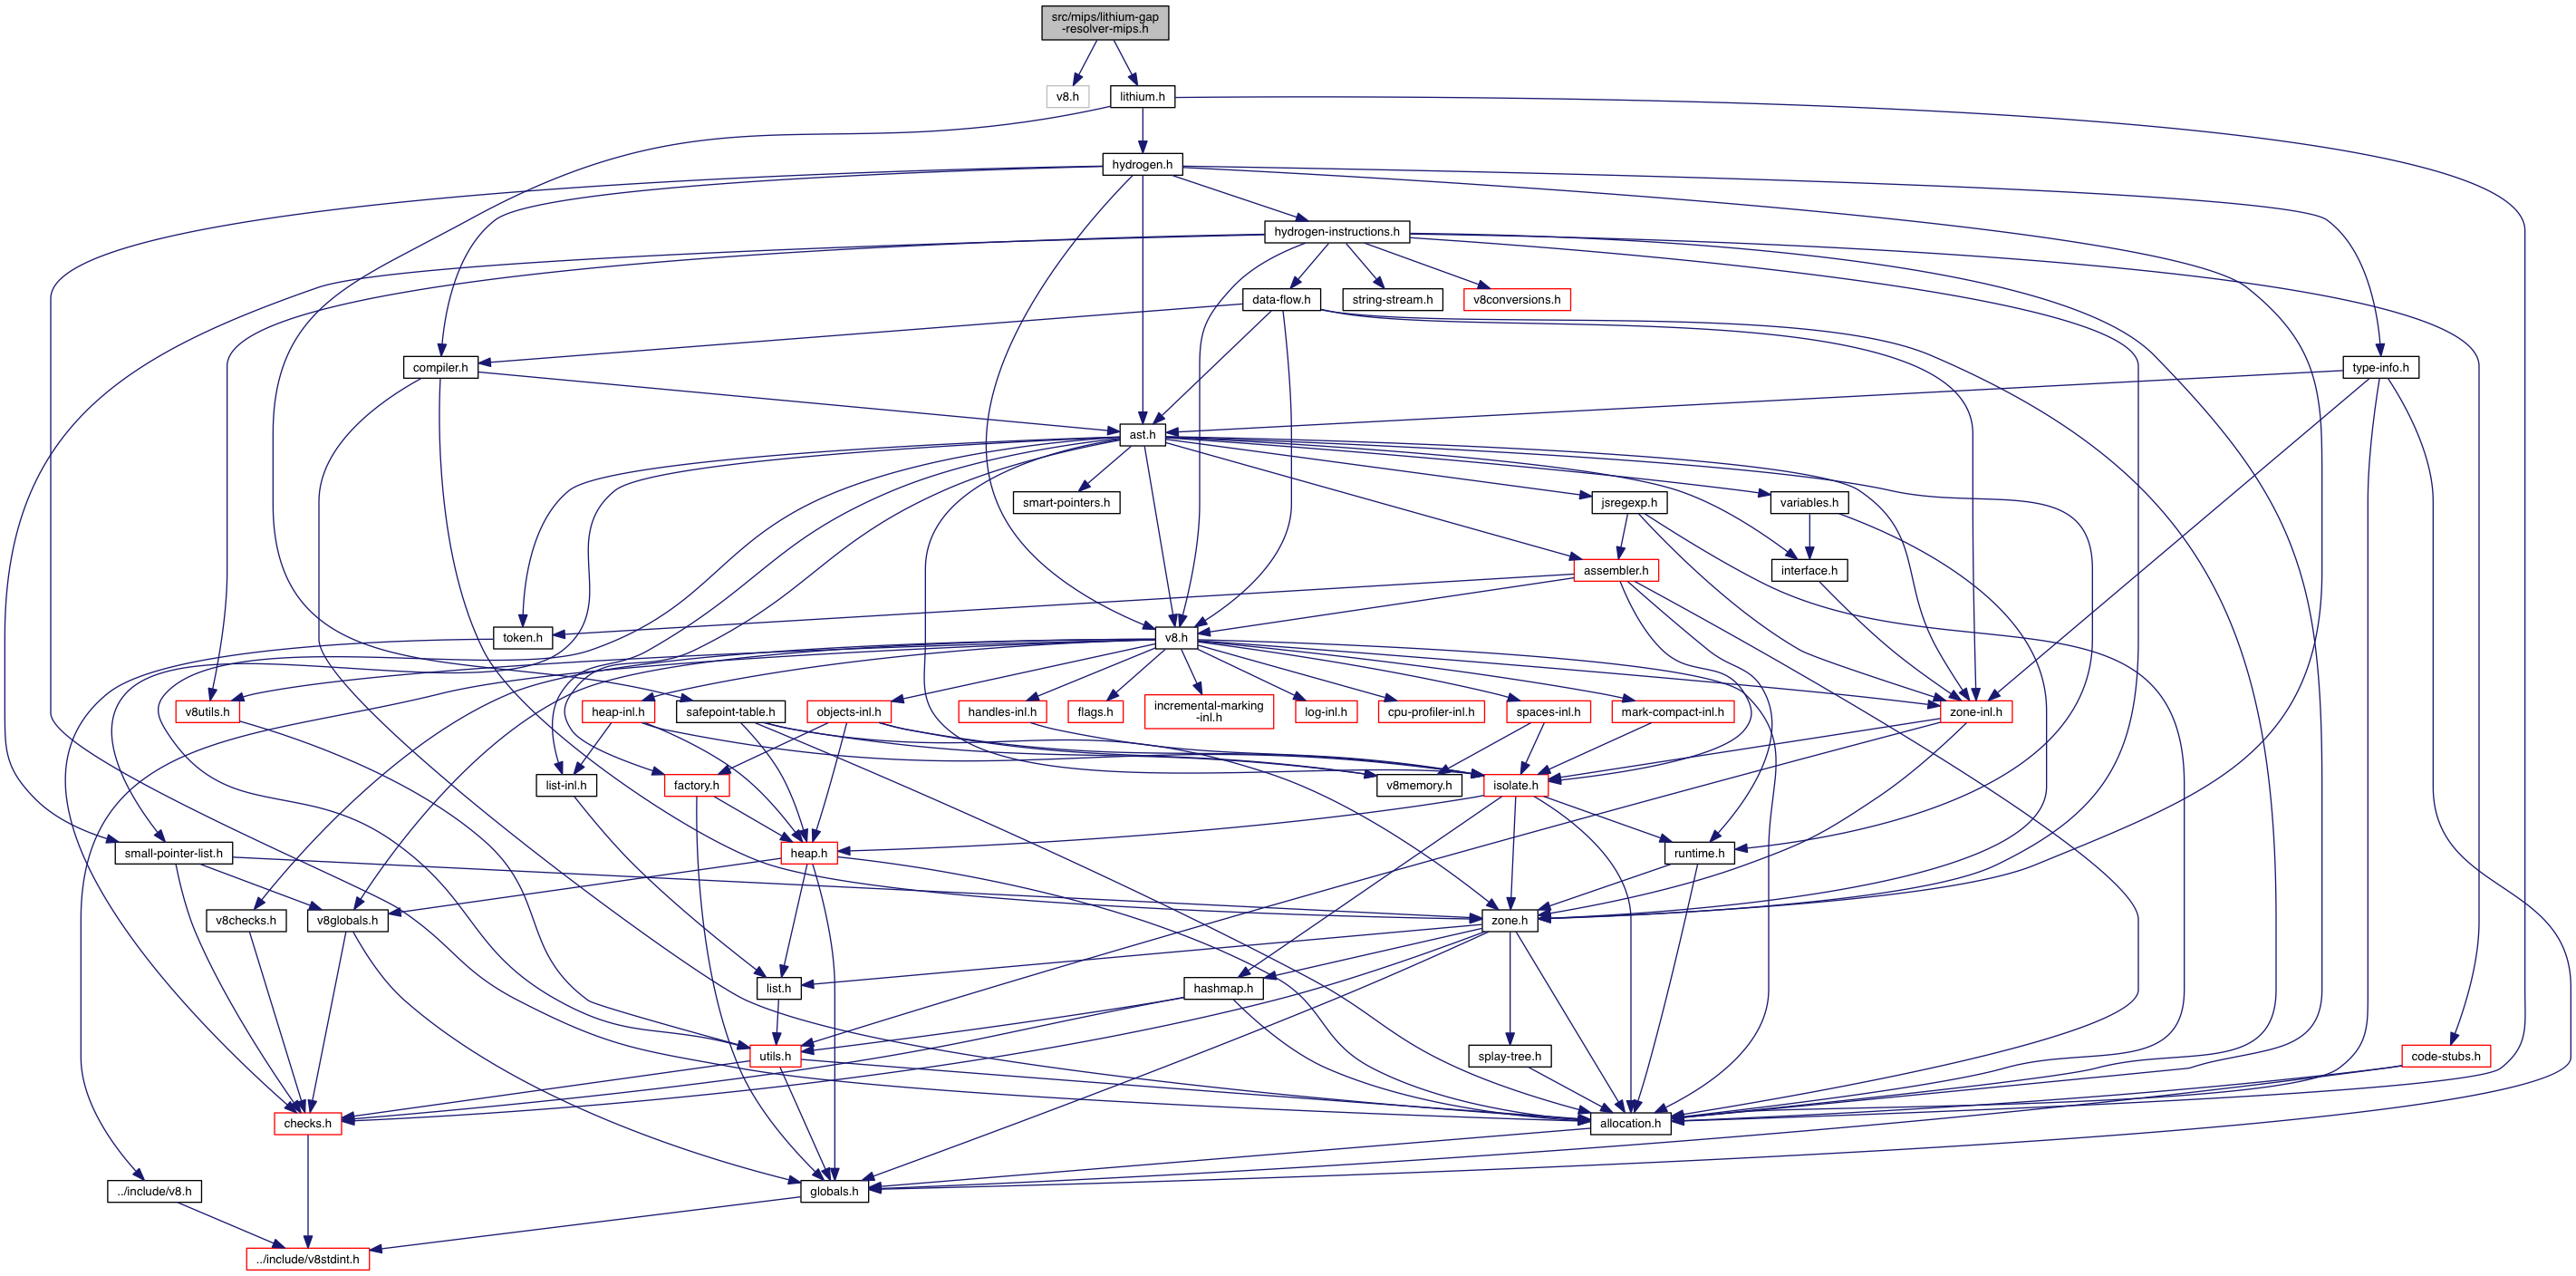 src/mips/lithium-gap
-resolver-mips.h
v8.h
lithium.h
hydrogen.h
hydrogen-instructions.h
data-flow.h
string-stream.h
v8conversions.h
compiler.h
type-info.h
ast.h
smart-pointers.h
jsregexp.h
variables.h
assembler.h
interface.h
token.h
v8.h
v8utils.h
heap-inl.h
safepoint-table.h
objects-inl.h
handles-inl.h
flags.h
incremental-marking
-inl.h
log-inl.h
cpu-profiler-inl.h
spaces-inl.h
mark-compact-inl.h
zone-inl.h
list-inl.h
factory.h
v8memory.h
isolate.h
small-pointer-list.h
heap.h
runtime.h
v8checks.h
v8globals.h
zone.h
list.h
hashmap.h
utils.h
splay-tree.h
code-stubs.h
checks.h
allocation.h
../include/v8.h
globals.h
../include/v8stdint.h